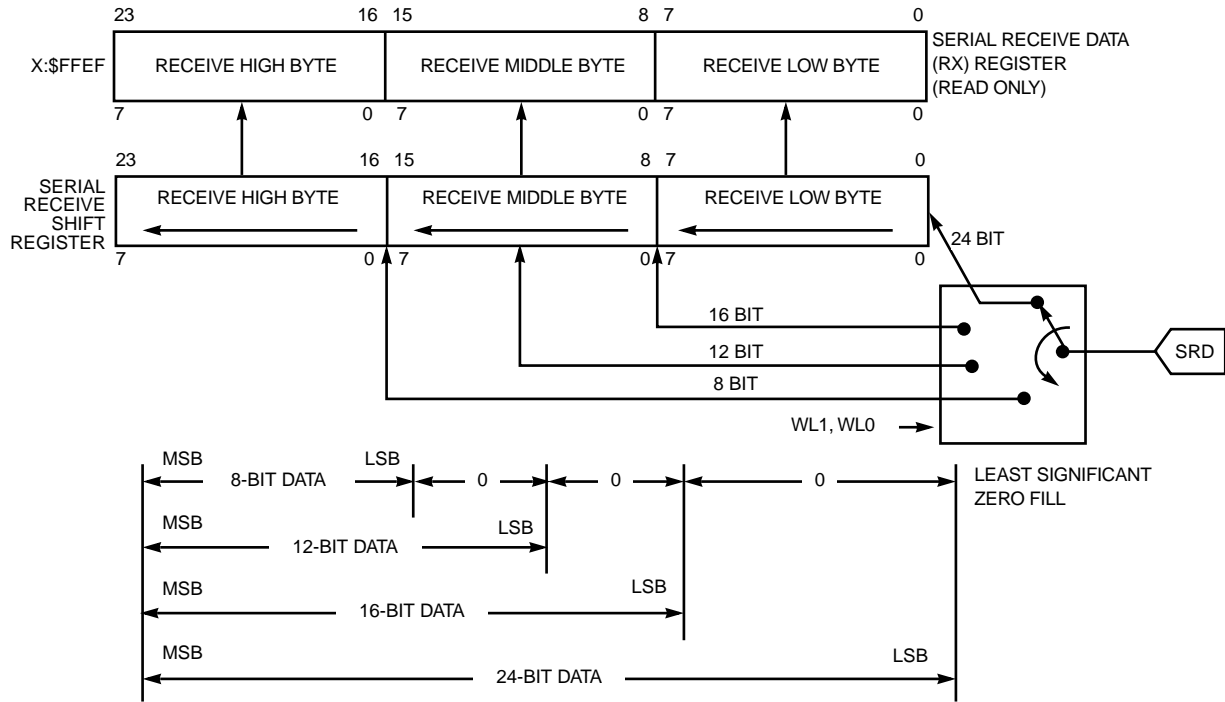 23 16 15 8 7 0
X:$FFEF RECEIVE HIGH BYTE RECEIVE MIDDLE BYTE RECEIVE LOW BYTE
SERIAL RECEIVE DATA
(RX) REGISTER
(READ ONLY)
7 0 7 0 7 0
23 16 15 8 7 0
SERIAL
RECEIVE
SHIFT
REGISTER
RECEIVE HIGH BYTE RECEIVE MIDDLE BYTE RECEIVE LOW BYTE
7 0 7 0 7 0
24 BIT
16 BIT
12 BIT
8 BIT
SRD
WL1, WL0
MSB LSB
8-BIT DATA 0 0 0
LEAST SIGNIFICANT
ZERO FILL
MSB LSB
12-BIT DATA
MSB LSB
16-BIT DATA
MSB LSB
24-BIT DATA